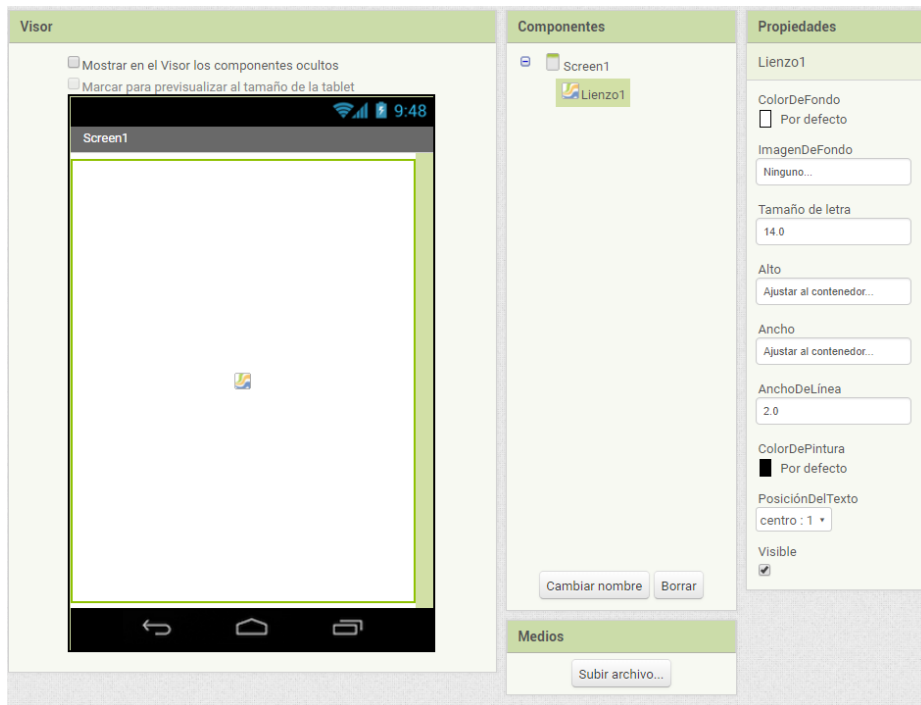 Visor
Mostrar en el Visor los componentes ocultos
Marcar para previsualizar al tamaño de la tablet
9:48
Screen1
Componentes
Screen1
Lienzo1
Cambiar nombre
Borrar
Medios
Subir archivo...
Propiedades
Lienzo1
ColorDeFondo
Por defecto
ImagenDeFondo
Ninguno...
Tamaño de letra
14.0
Alto
Ajustar al contenedor...
Ancho
Ajustar al contenedor...
AnchoDeLínea
2.0
ColorDePintura
Por defecto
PosiciónDelTexto
centro : 1
Visible